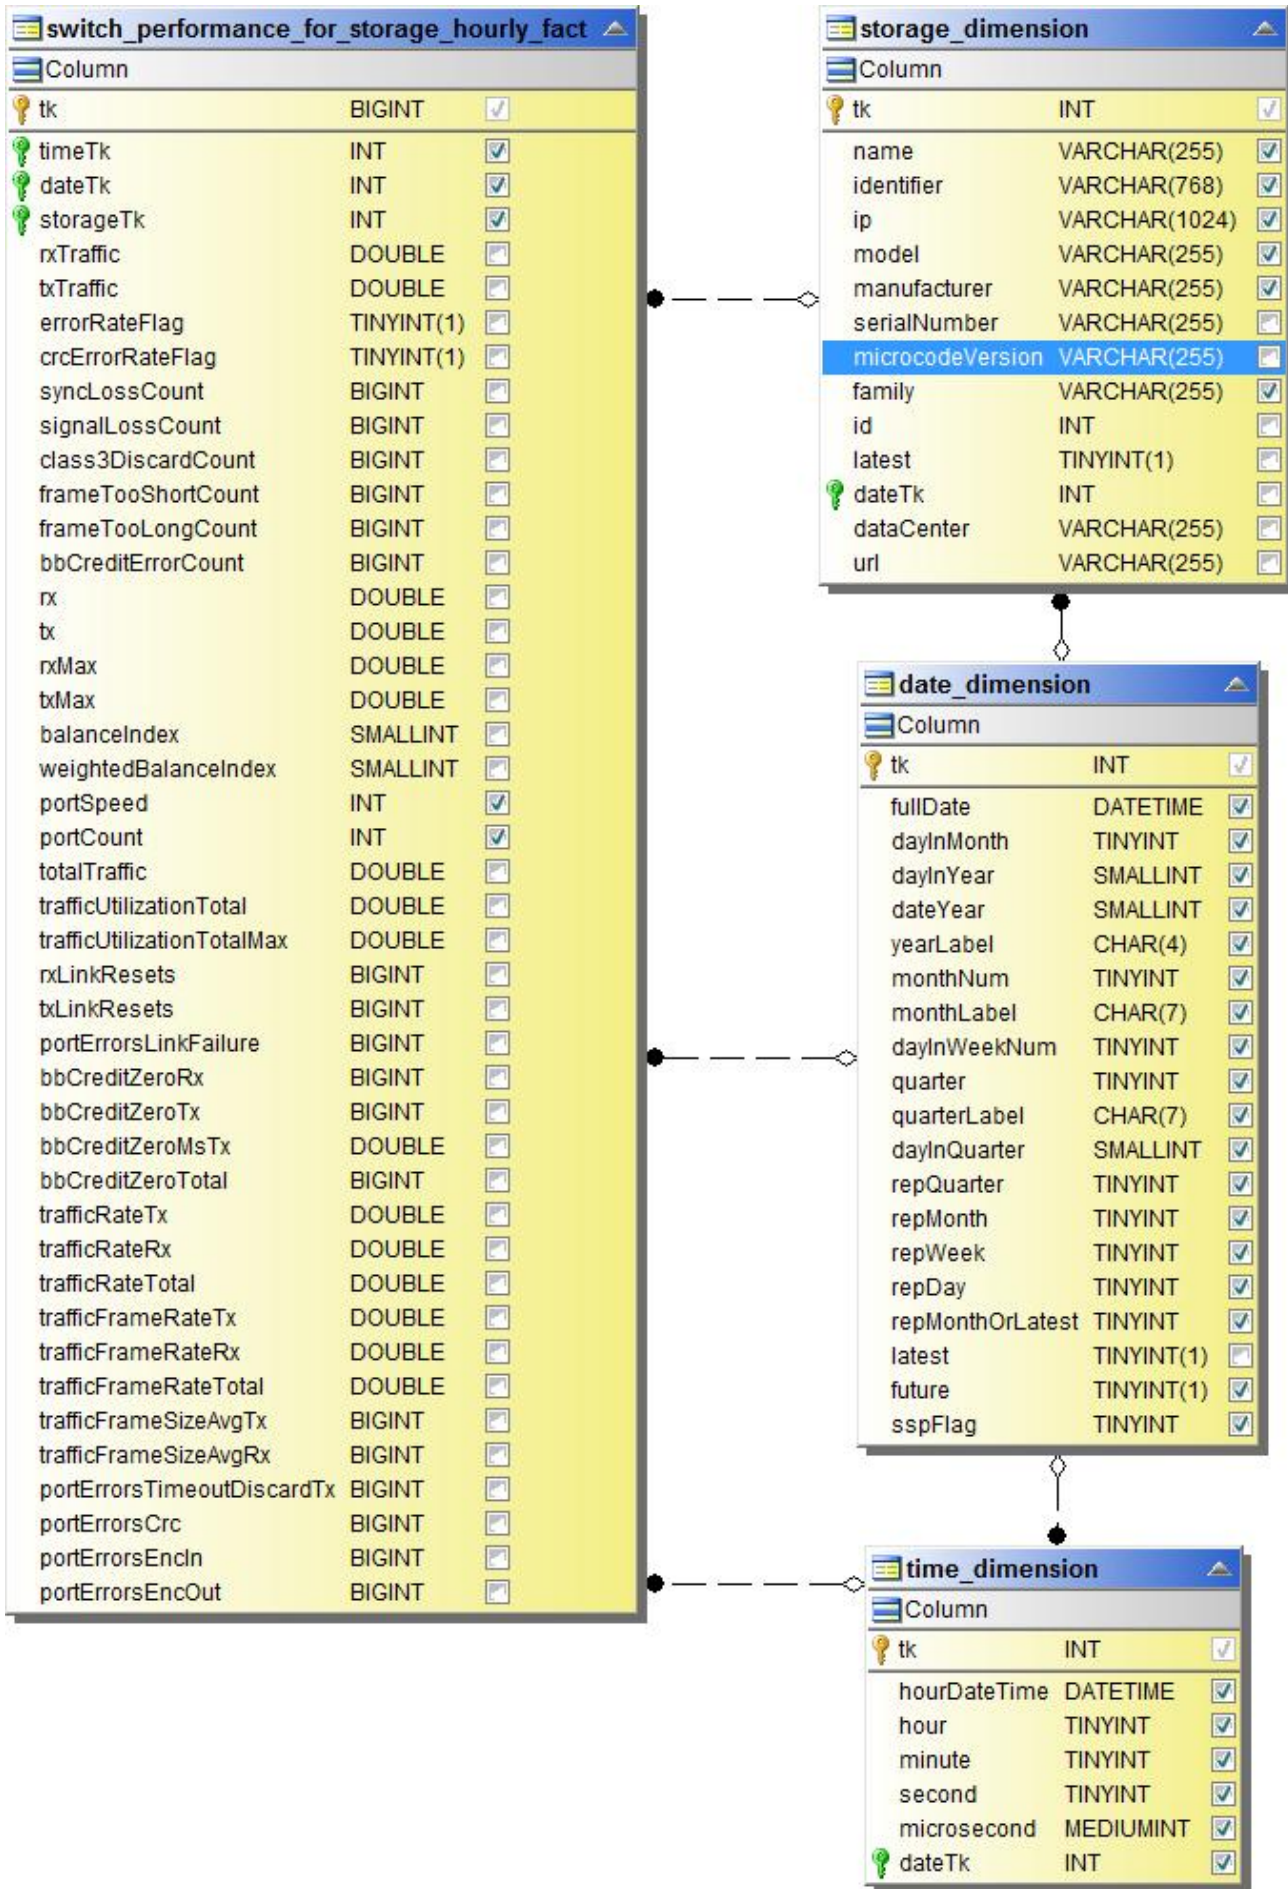 switch_performance_for_storage_hourly_fact
Column
tk BIGINT
timeTk INT
dateTk INT
storageTk INT
rxTraffic DOUBLE
txTraffic DOUBLE
errorRateFlag TINYINT(1)
crcErrorRateFlag TINYINT(1)
syncLossCount BIGINT
signalLossCount BIGINT
class3DiscardCount BIGINT
frameTooShortCount BIGINT
frameTooLongCount BIGINT
bbCreditErrorCount BIGINT
rx DOUBLE
tx DOUBLE
rxMax DOUBLE
txMax DOUBLE
balanceIndex SMALLINT
weightedBalanceIndex SMALLINT
portSpeed INT
portCount INT
totalTraffic DOUBLE
trafficUtilizationTotal DOUBLE
trafficUtilizationTotalMax DOUBLE
rxLinkResets BIGINT
txLinkResets BIGINT
portErrorsLinkFailure BIGINT
bbCreditZeroRx BIGINT
bbCreditZeroTx BIGINT
bbCreditZeroMsTx DOUBLE
bbCreditZeroTotal BIGINT
trafficRateTx DOUBLE
trafficRateRx DOUBLE
trafficRateTotal DOUBLE
trafficFrameRateTx DOUBLE
trafficFrameRateRx DOUBLE
trafficFrameRateTotal DOUBLE
trafficFrameSizeAvgTx BIGINT
trafficFrameSizeAvgRx BIGINT
portErrorsTimeoutDiscardTx BIGINT
portErrorsCrc BIGINT
portErrorsEncIn BIGINT
portErrorsEncOut BIGINT
storage_dimension
Column
tk INT
name VARCHAR(255)
identifier VARCHAR(768)
ip VARCHAR(1024)
model VARCHAR(255)
manufacturer VARCHAR(255)
serialNumber VARCHAR(255)
microcodeVersion VARCHAR(255)
family VARCHAR(255)
id INT
latest TINYINT(1)
dateTk INT
dataCenter VARCHAR(255)
url VARCHAR(255)
date_dimension
Column
tk INT
fullDate DATETIME
dayInMonth TINYINT
dayInYear SMALLINT
dateYear SMALLINT
yearLabel CHAR(4)
monthNum TINYINT
monthLabel CHAR(7)
dayInWeekNum TINYINT
quarter TINYINT
quarterLabel CHAR(7)
dayInQuarter SMALLINT
repQuarter TINYINT
repMonth TINYINT
repWeek TINYINT
repDay TINYINT
repMonthOrLatest TINYINT
latest TINYINT(1)
future TINYINT(1)
sspFlag TINYINT
time_dimension
Column
tk INT
hourDateTime DATETIME
hour TINYINT
minute TINYINT
second TINYINT
microsecond MEDIUMINT
dateTk INT